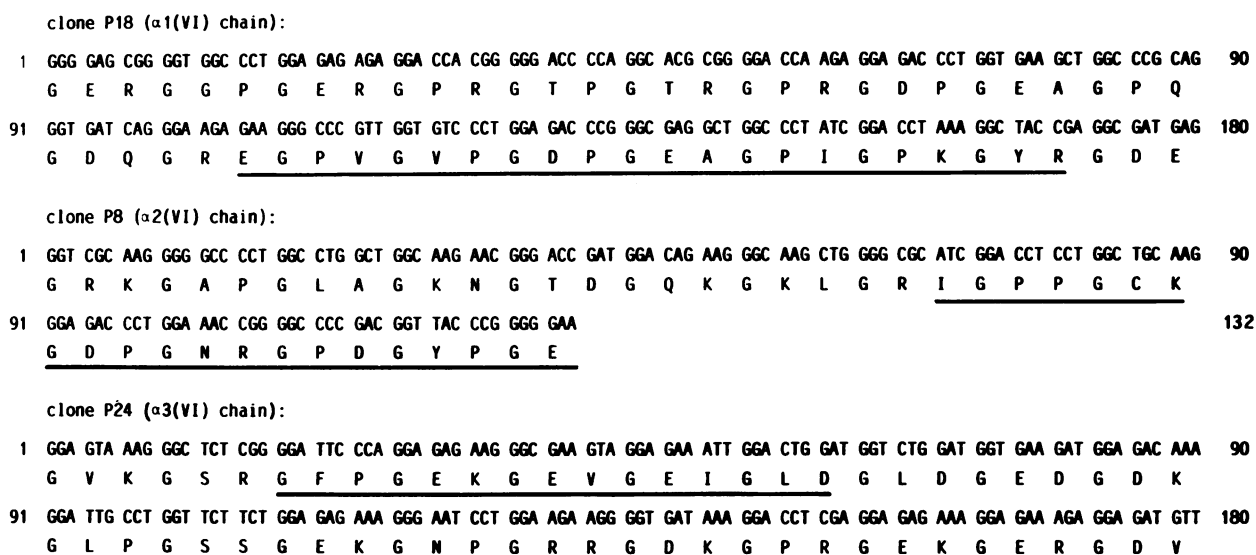 clone P18 (α1(VI) chain):
1 GGG GAG CGG GGT GGC CCT GGA GAG AGA GGA CCA CGG GGG ACC CCA GGC ACG CGG GGA CCA AGA GGA GAC CCT GGT GAA GCT GGC CCG CAG 90
G E R G G P G E R G P R G T P G T R G P R G D P G E A G P Q
91 GGT GAT CAG GGA AGA GAA GGG CCC GTT GGT GTC CCT GGA GAC CCG GGC GAG GCT GGC CCT ATC GGA CCT AAA GGC TAC CGA GGC GAT GAG 180
G D Q G R E G P V G V P G D P G E A G P I G P K G Y R G D E
clone P8 (α2(VI) chain):
1 GGT CGC AAG GGG GCC CCT GGC CTG GCT GGC AAG AAC GGG ACC GAT GGA CAG AAG GGC AAG CTG GGG CGC ATC GGA CCT CCT GGC TGC AAG 90
G R K G A P G L A G K N G T D G Q K G K L G R I G P P G C K
91 GGA GAC CCT GGA AAC CGG GGC CCC GAC GGT TAC CCG GGG GAA 132
G D P G N R G P D G Y P G E
clone P24 (α3(VI) chain):
1 GGA GTA AAG GGC TCT CGG GGA TTC CCA GGA GAG AAG GGC GAA GTA GGA GAA ATT GGA CTG GAT GGT CTG GAT GGT GAA GAT GGA GAC AAA 90
G V K G S R G F P G E K G E V G E I G L D G L D G E D G D K
91 GGA TTG CCT GGT TCT TCT GGA GAG AAA GGG AAT CCT GGA AGA AGG GGT GAT AAA GGA CCT CGA GGA GAG AAA GGA GAA AGA GGA GAT GTT 180
G L P G S S G E K G N P G R R G D K G P R G E K G E R G D V